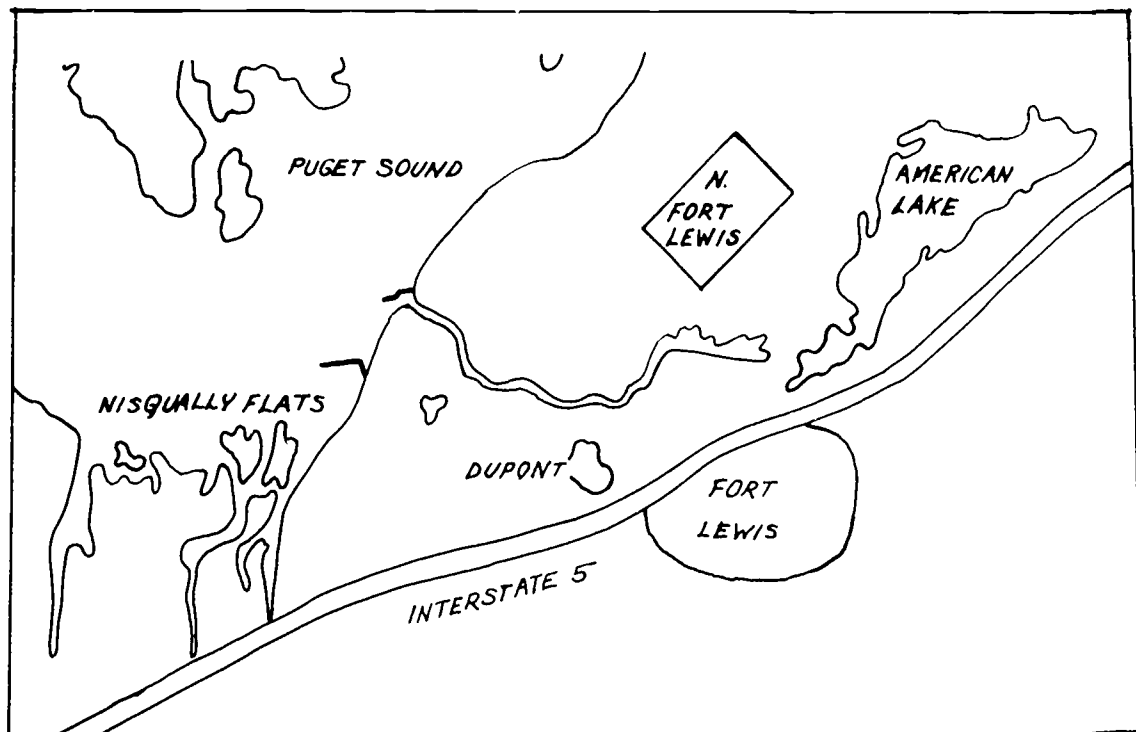 PUGET SOUND
N.
FORT
LEWIS
AMERICAN
LAKE
NISQUALLY FLATS
DUPONT
FORT
LEWIS
INTERSTATE 5